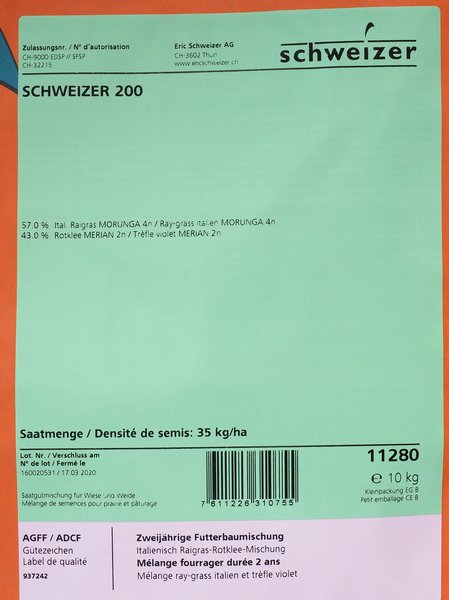 Zulassungsnr. / N° d'autorisation
CH-9000 EDSP // SFSP
CH-32215
Eric Schweizer AG
CH-3602 Thun
www.ericschweizer.ch
schweizer
SCHWEIZER 200
57.0 % Ital. Raigras MORUNGA 4n / Ray-grass italien MORUNGA 4n
43.0 % Rotklee MERIAN 2n / Trèfle violet MERIAN 2n
Saatmenge / Densité de semis: 35 kg/ha
Lot. Nr. / Verschluss am
N° de lot / Fermé le
160020531 / 17.03.2020
Saatgutmischung für Wiese und Weide
Mélange de semences pour prairie et pâturage
7 611226 310755
11280
℮ 10 kg
Kleinpackung EG B
Petit emballage CE B
AGFF / ADCF
Gütezeichen
Label de qualité
937242
Zweijährige Futterbaumischung
Italienisch Raigras-Rotklee-Mischung
Mélange fourrager durée 2 ans
Mélange ray-grass italien et trèfle violet